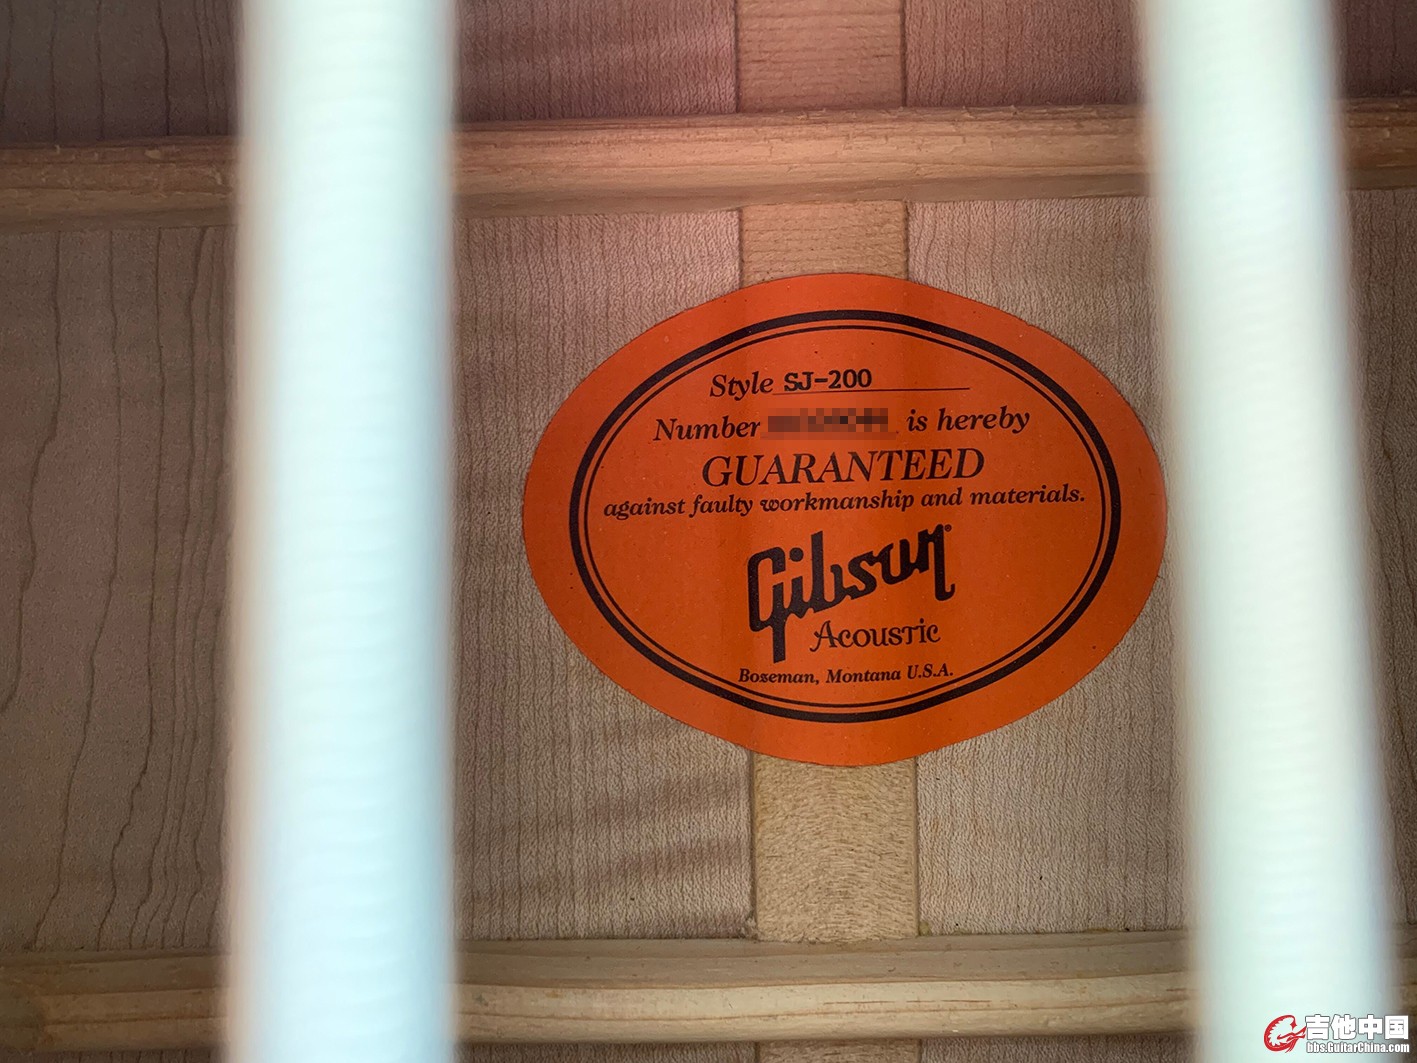 Style SJ-200
Number is hereby
GUARANTEED
against faulty workmanship and materials.
Gibson
Acoustic
Bozeman, Montana U.S.A.
吉他中国
bbs.GuitarChina.com